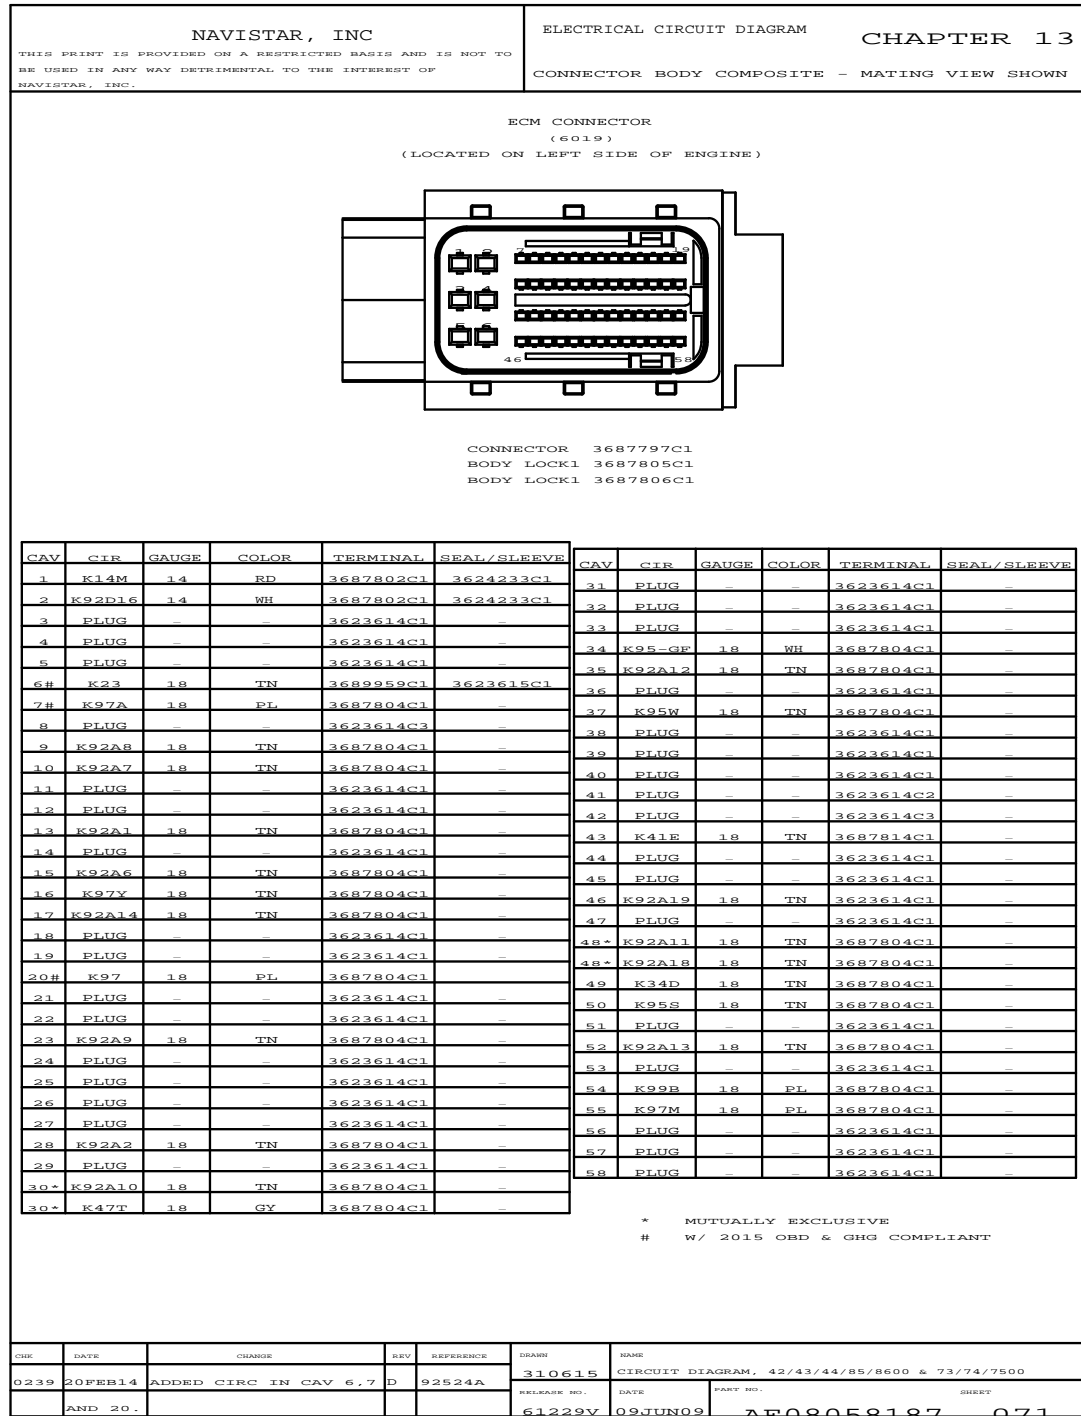 NAVISTAR, INC
THIS PRINT IS PROVIDED ON A RESTRICTED BASIS AND IS NOT TO
BE USED IN ANY WAY DETRIMENTAL TO THE INTEREST OF
NAVISTAR, INC.
ELECTRICAL CIRCUIT DIAGRAM CHAPTER 13
CONNECTOR BODY COMPOSITE - MATING VIEW SHOWN
ECM CONNECTOR
(6019)
(LOCATED ON LEFT SIDE OF ENGINE)
1 2 7 19
3 4
5 6
46 58
CONNECTOR 3687797C1
BODY LOCK1 3687805C1
BODY LOCK1 3687806C1
CAV CIR GAUGE COLOR TERMINAL SEAL/SLEEVE
1 K14M 14 RD 3687802C1 3624233C1
2 K92D16 14 WH 3687802C1 3624233C1
3 PLUG - - 3623614C1 -
4 PLUG - - 3623614C1 -
5 PLUG - - 3623614C1 -
6# K23 18 TN 3689959C1 3623615C1
7# K97A 18 PL 3687804C1 -
8 PLUG - - 3623614C3 -
9 K92A8 18 TN 3687804C1 -
10 K92A7 18 TN 3687804C1 -
11 PLUG - - 3623614C1 -
12 PLUG - - 3623614C1 -
13 K92A1 18 TN 3687804C1 -
14 PLUG - - 3623614C1 -
15 K92A6 18 TN 3687804C1 -
16 K97Y 18 TN 3687804C1 -
17 K92A14 18 TN 3687804C1 -
18 PLUG - - 3623614C1 -
19 PLUG - - 3623614C1 -
20# K97 18 PL 3687804C1 -
21 PLUG - - 3623614C1 -
22 PLUG - - 3623614C1 -
23 K92A9 18 TN 3687804C1 -
24 PLUG - - 3623614C1 -
25 PLUG - - 3623614C1 -
26 PLUG - - 3623614C1 -
27 PLUG - - 3623614C1 -
28 K92A2 18 TN 3687804C1 -
29 PLUG - - 3623614C1 -
30* K92A10 18 TN 3687804C1 -
30* K47T 18 GY 3687804C1 -
CAV CIR GAUGE COLOR TERMINAL SEAL/SLEEVE
31 PLUG - - 3623614C1 -
32 PLUG - - 3623614C1 -
33 PLUG - - 3623614C1 -
34 K95-GF 18 WH 3687804C1 -
35 K92A12 18 TN 3687804C1 -
36 PLUG - - 3623614C1 -
37 K95W 18 TN 3687804C1 -
38 PLUG - - 3623614C1 -
39 PLUG - - 3623614C1 -
40 PLUG - - 3623614C1 -
41 PLUG - - 3623614C2 -
42 PLUG - - 3623614C3 -
43 K41E 18 TN 3687814C1 -
44 PLUG - - 3623614C1 -
45 PLUG - - 3623614C1 -
46 K92A19 18 TN 3623614C1 -
47 PLUG - - 3623614C1 -
48* K92A11 18 TN 3687804C1 -
48* K92A18 18 TN 3687804C1 -
49 K34D 18 TN 3687804C1 -
50 K95S 18 TN 3687804C1 -
51 PLUG - - 3623614C1 -
52 K92A13 18 TN 3687804C1 -
53 PLUG - - 3623614C1 -
54 K99B 18 PL 3687804C1 -
55 K97M 18 PL 3687804C1 -
56 PLUG - - 3623614C1 -
57 PLUG - - 3623614C1 -
58 PLUG - - 3623614C1 -
* MUTUALLY EXCLUSIVE
# W/ 2015 OBD & GHG COMPLIANT
CHK DATE CHANGE REV REFERENCE
0239 20FEB14 ADDED CIRC IN CAV 6,7 D 92524A
AND 20.
DRAWN
310615
NAME
CIRCUIT DIAGRAM, 42/43/44/85/8600 & 73/74/7500
RELEASE NO. DATE PART NO. SHEET
61229V 09JUN09 AF08058187 071